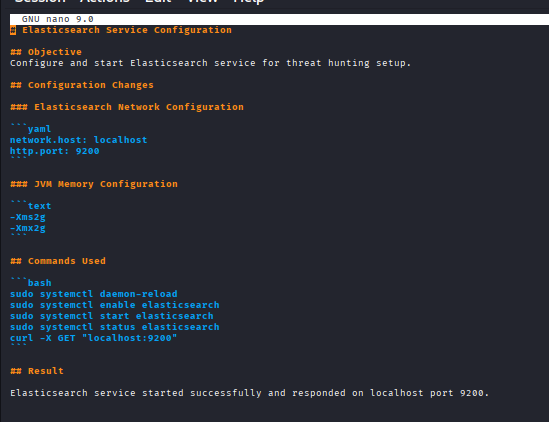 Session Actions Edit View Help
GNU nano 9.0
# Elasticsearch Service Configuration
## Objective
Configure and start Elasticsearch service for threat hunting setup.
## Configuration Changes
### Elasticsearch Network Configuration
```yaml
network.host: localhost
http.port: 9200
```
### JVM Memory Configuration
```text
-Xms2g
-Xmx2g
```
## Commands Used
```bash
sudo systemctl daemon-reload
sudo systemctl enable elasticsearch
sudo systemctl start elasticsearch
sudo systemctl status elasticsearch
curl -X GET "localhost:9200"
```
## Result
Elasticsearch service started successfully and responded on localhost port 9200.